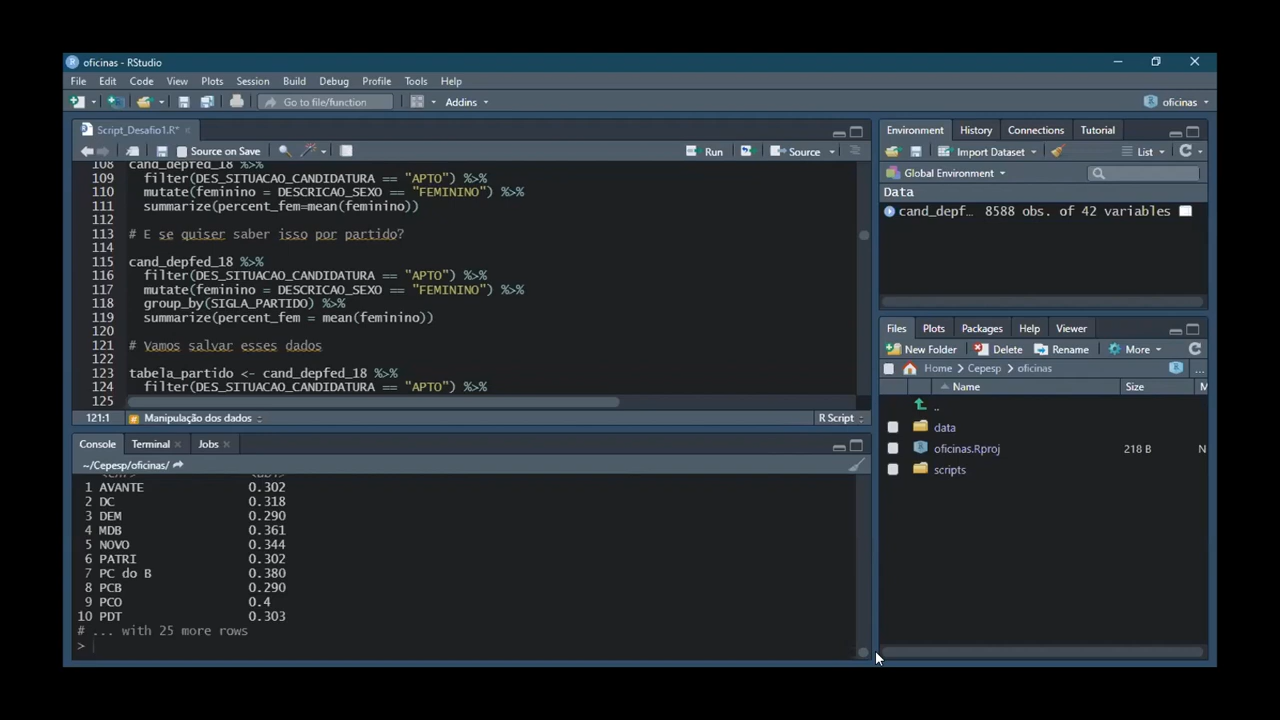 oficinas - RStudio
File Edit Code View Plots Session Build Debug Profile Tools Help
Go to file/function Addins oficinas
Script_Desafio1.R*
Source on Save Run Source
108 cand_depfed_18 %>%
109 filter(DES_SITUACAO_CANDIDATURA == "APTO") %>%
110 mutate(feminino = DESCRICAO_SEXO == "FEMININO") %>%
111 summarize(percent_fem=mean(feminino))
112
113 # E se quiser saber isso por partido?
114
115 cand_depfed_18 %>%
116 filter(DES_SITUACAO_CANDIDATURA == "APTO") %>%
117 mutate(feminino = DESCRICAO_SEXO == "FEMININO") %>%
118 group_by(SIGLA_PARTIDO) %>%
119 summarize(percent_fem = mean(feminino))
120
121 # Vamos salvar esses dados
122
123 tabela_partido <- cand_depfed_18 %>%
124 filter(DES_SITUACAO_CANDIDATURA == "APTO") %>%
125
121:1 Manipulação dos dados R Script
Console Terminal Jobs
~/Cepesp/oficinas/
1 AVANTE 0.302
2 DC 0.318
3 DEM 0.290
4 MDB 0.361
5 NOVO 0.344
6 PATRI 0.302
7 PC do B 0.380
8 PCB 0.290
9 PCO 0.4
10 PDT 0.303
# ... with 25 more rows
>
Environment History Connections Tutorial
Import Dataset List
Global Environment
Data
cand_depf… 8588 obs. of 42 variables
Files Plots Packages Help Viewer
New Folder Delete Rename More
Home Cepesp oficinas ...
Name Size M
..
data
oficinas.Rproj 218 B N
scripts